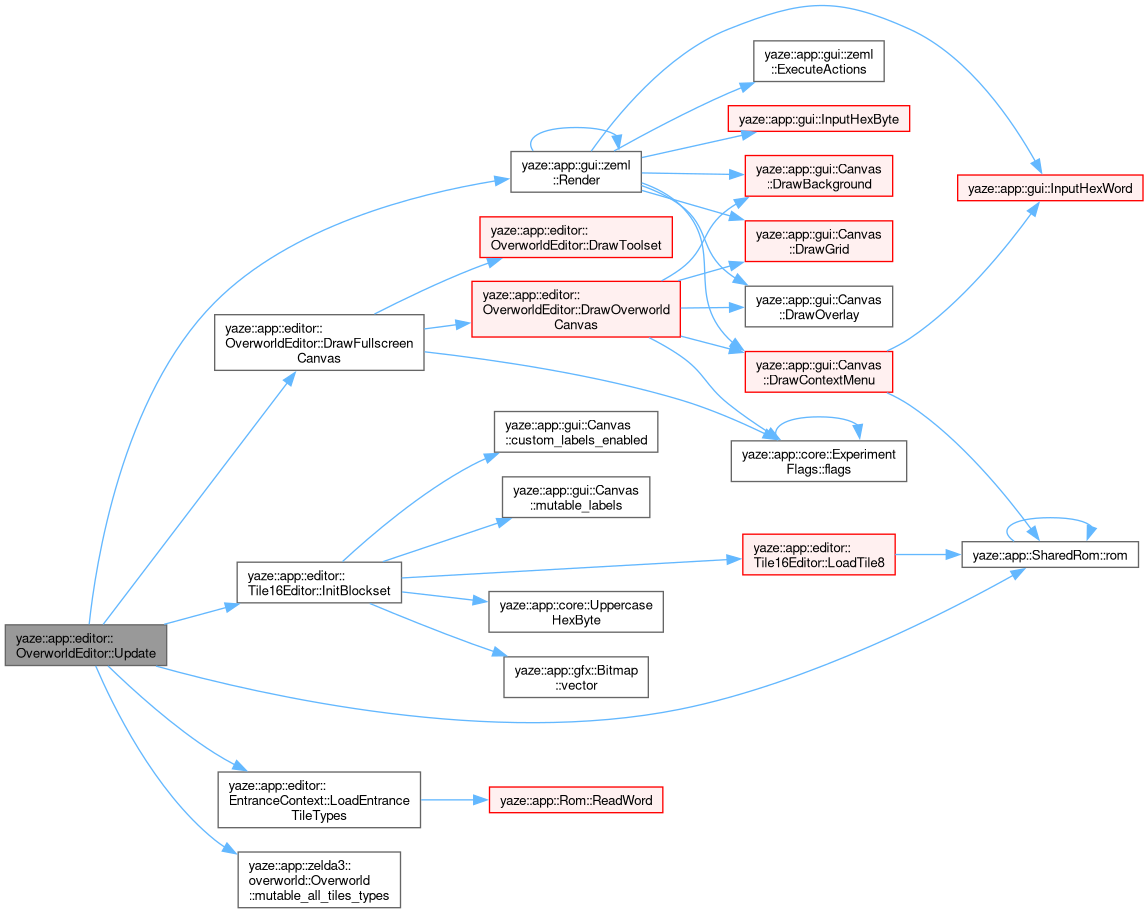 yaze::app::gui::zeml
::ExecuteActions
yaze::app::gui::InputHexByte
yaze::app::gui::zeml
::Render
yaze::app::gui::Canvas
::DrawBackground
yaze::app::gui::InputHexWord
yaze::app::editor::
OverworldEditor::DrawToolset
yaze::app::gui::Canvas
::DrawGrid
yaze::app::editor::
OverworldEditor::DrawOverworld
Canvas
yaze::app::gui::Canvas
::DrawOverlay
yaze::app::editor::
OverworldEditor::DrawFullscreen
Canvas
yaze::app::gui::Canvas
::DrawContextMenu
yaze::app::gui::Canvas
::custom_labels_enabled
yaze::app::core::Experiment
Flags::flags
yaze::app::gui::Canvas
::mutable_labels
yaze::app::editor::
Tile16Editor::LoadTile8
yaze::app::SharedRom::rom
yaze::app::editor::
Tile16Editor::InitBlockset
yaze::app::core::Uppercase
HexByte
yaze::app::editor::
OverworldEditor::Update
yaze::app::gfx::Bitmap
::vector
yaze::app::editor::
EntranceContext::LoadEntrance
TileTypes
yaze::app::Rom::ReadWord
yaze::app::zelda3::
overworld::Overworld
::mutable_all_tiles_types